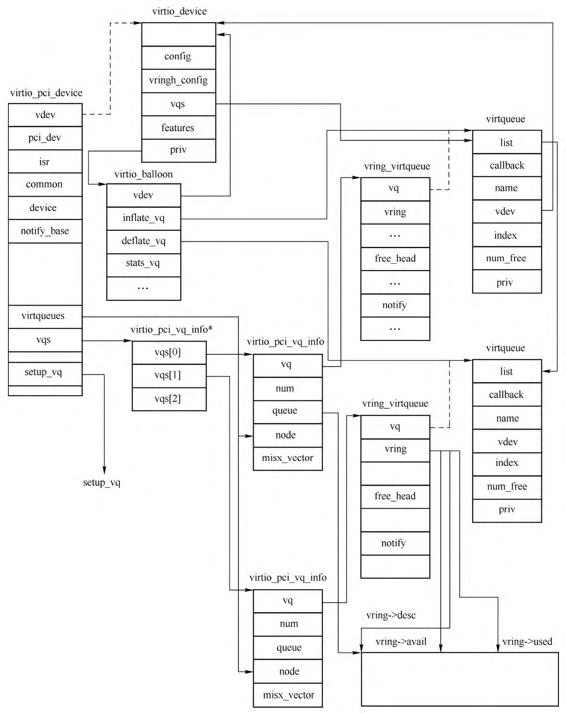 virtio_device
config
vringh_config
vqs
features
priv
virtio_pci_device
vdev
pci_dev
isr
common
device
notify_base
virtqueues
vqs
setup_vq
setup_vq
virtio_balloon
vdev
inflate_vq
deflate_vq
stats_vq
…
virtio_pci_vq_info*
vqs[0]
vqs[1]
vqs[2]
virtio_pci_vq_info
vq
num
queue
node
misx_vector
virtio_pci_vq_info
vq
num
queue
node
misx_vector
vring_virtqueue
vq
vring
…
free_head
…
notify
…
vring_virtqueue
vq
vring
free_head
notify
virtqueue
list
callback
name
vdev
index
num_free
priv
virtqueue
list
callback
name
vdev
index
num_free
priv
vring->desc
vring->avail
vring->used